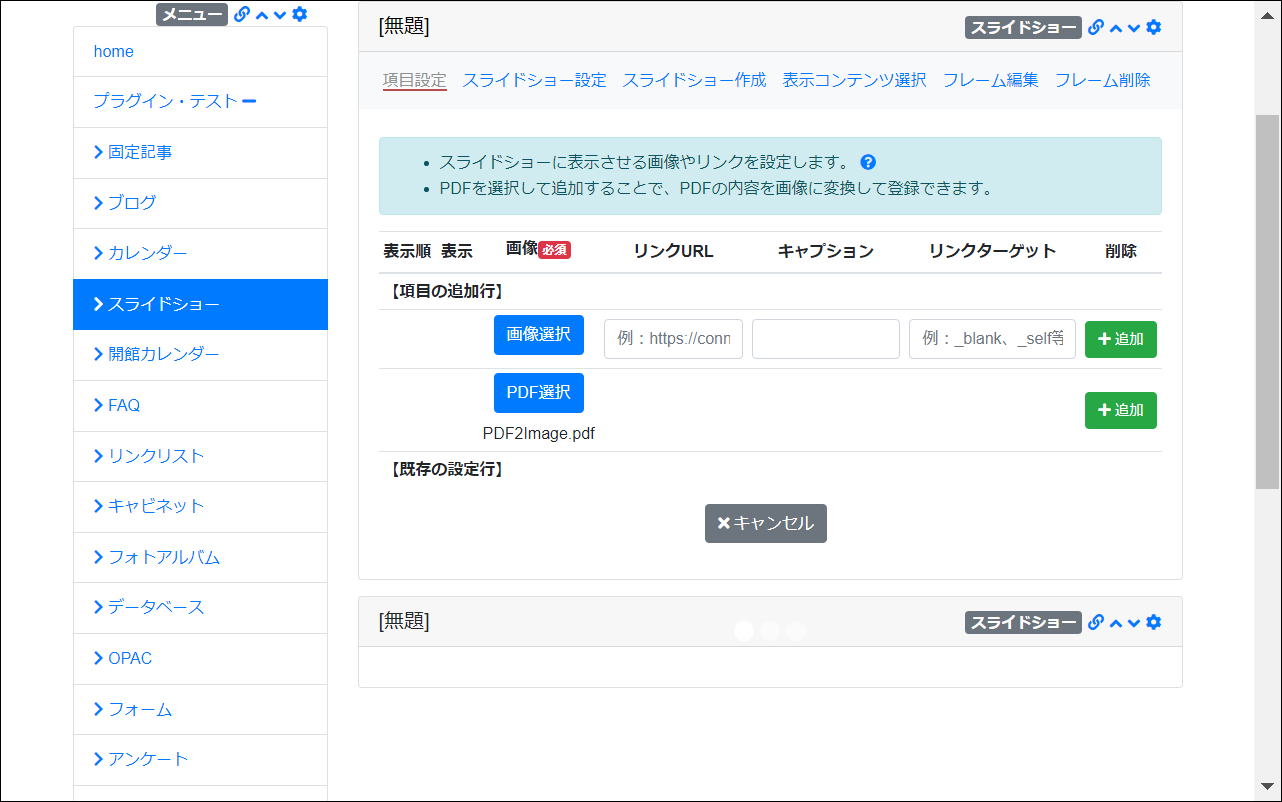 メニュー
home
プラグイン・テスト
固定記事
ブログ
カレンダー
スライドショー
開館カレンダー
FAQ
リンクリスト
キャビネット
フォトアルバム
データベース
OPAC
フォーム
アンケート
[無題]
スライドショー
項目設定 スライドショー設定 スライドショー作成 表示コンテンツ選択 フレーム編集 フレーム削除
• スライドショーに表示させる画像やリンクを設定します。
• PDFを選択して追加することで、PDFの内容を画像に変換して登録できます。
表示順 表示 画像 必須 リンクURL キャプション リンクターゲット 削除
【項目の追加行】
画像選択 例：https://conn 例：_blank、_self等 追加
PDF選択 追加
PDF2Image.pdf
【既存の設定行】
キャンセル
[無題]
スライドショー